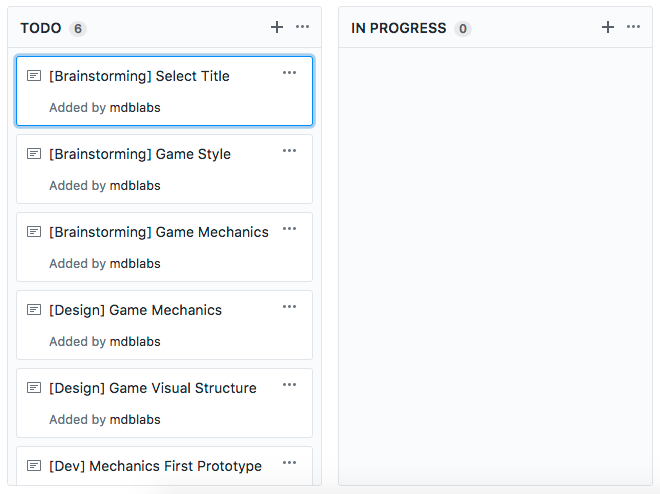 TODO 6
[Brainstorming] Select Title
Added by mdblabs
[Brainstorming] Game Style
Added by mdblabs
[Brainstorming] Game Mechanics
Added by mdblabs
[Design] Game Mechanics
Added by mdblabs
[Design] Game Visual Structure
Added by mdblabs
[Dev] Mechanics First Prototype
IN PROGRESS 0